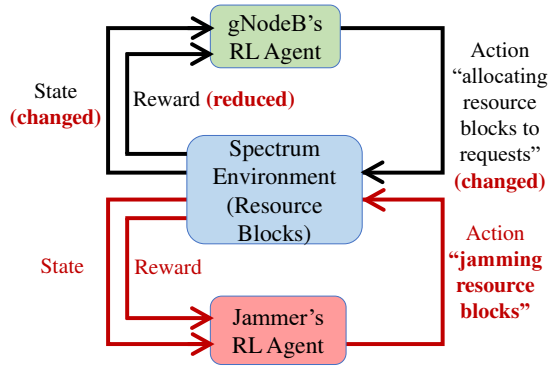 gNodeB's
RL Agent
State
(changed)
Reward (reduced)
Action
“allocating
resource
blocks to
requests”
(changed)
Spectrum
Environment
(Resource
Blocks)
State
Reward
Action
“jamming
resource
blocks”
Jammer's
RL Agent